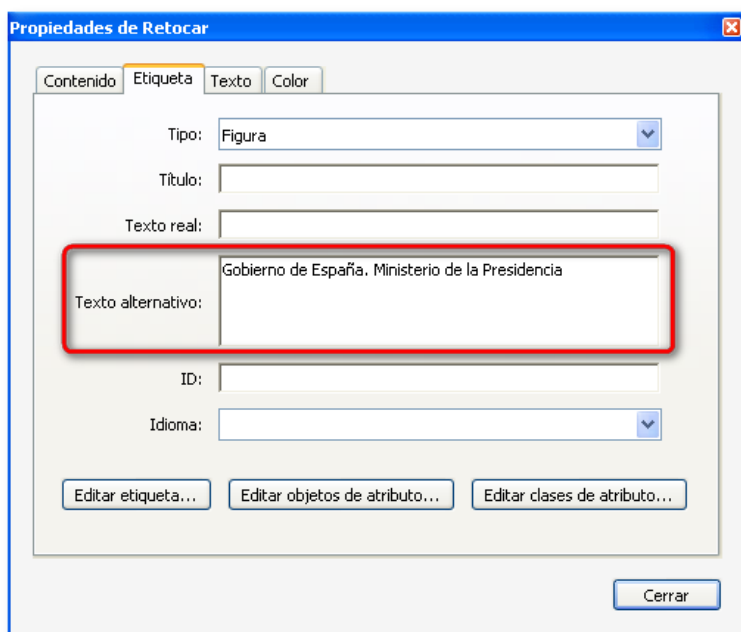 Propiedades de Retocar
Contenido Etiqueta Texto Color
Tipo: Figura
Título:
Texto real:
Texto alternativo: Gobierno de España. Ministerio de la Presidencia
ID:
Idioma:
Editar etiqueta... Editar objetos de atributo... Editar clases de atributo...
Cerrar